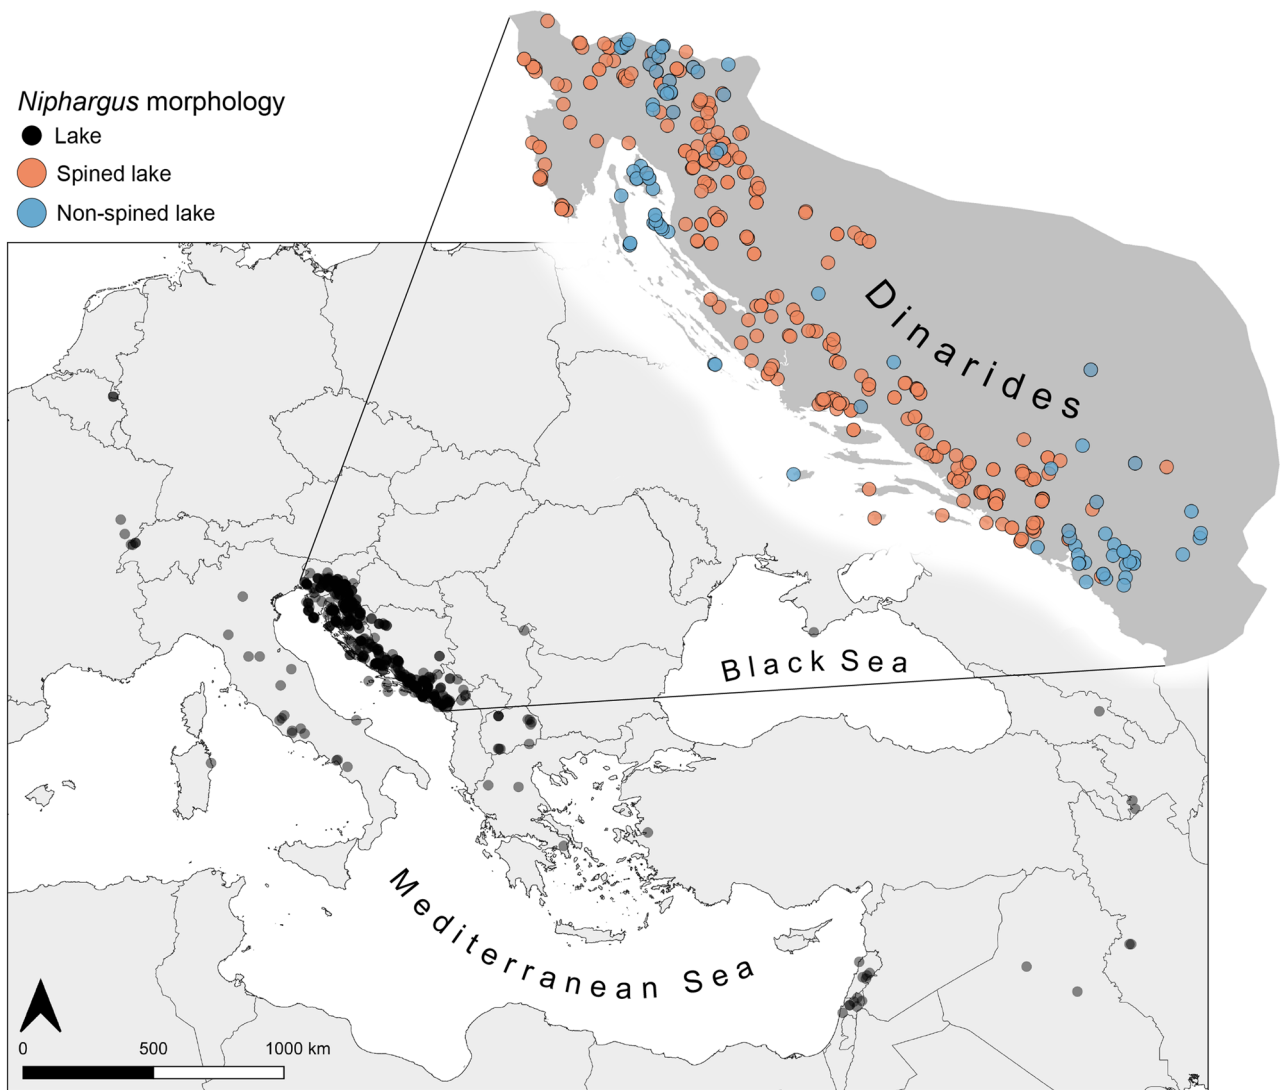 Niphargus morphology
Lake
Spined lake
Non-spined lake
Dinarides
Black Sea
Mediterranean Sea
0 500 1000 km